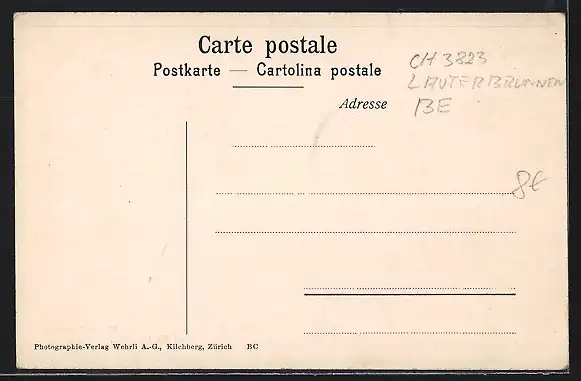 Carte postale
Postkarte — Cartolina postale
Adresse
CH 3823
LAUTERBRUNNEN
BE
8€
Photographie-Verlag Wehrli A.-G., Kilchberg, Zürich BC